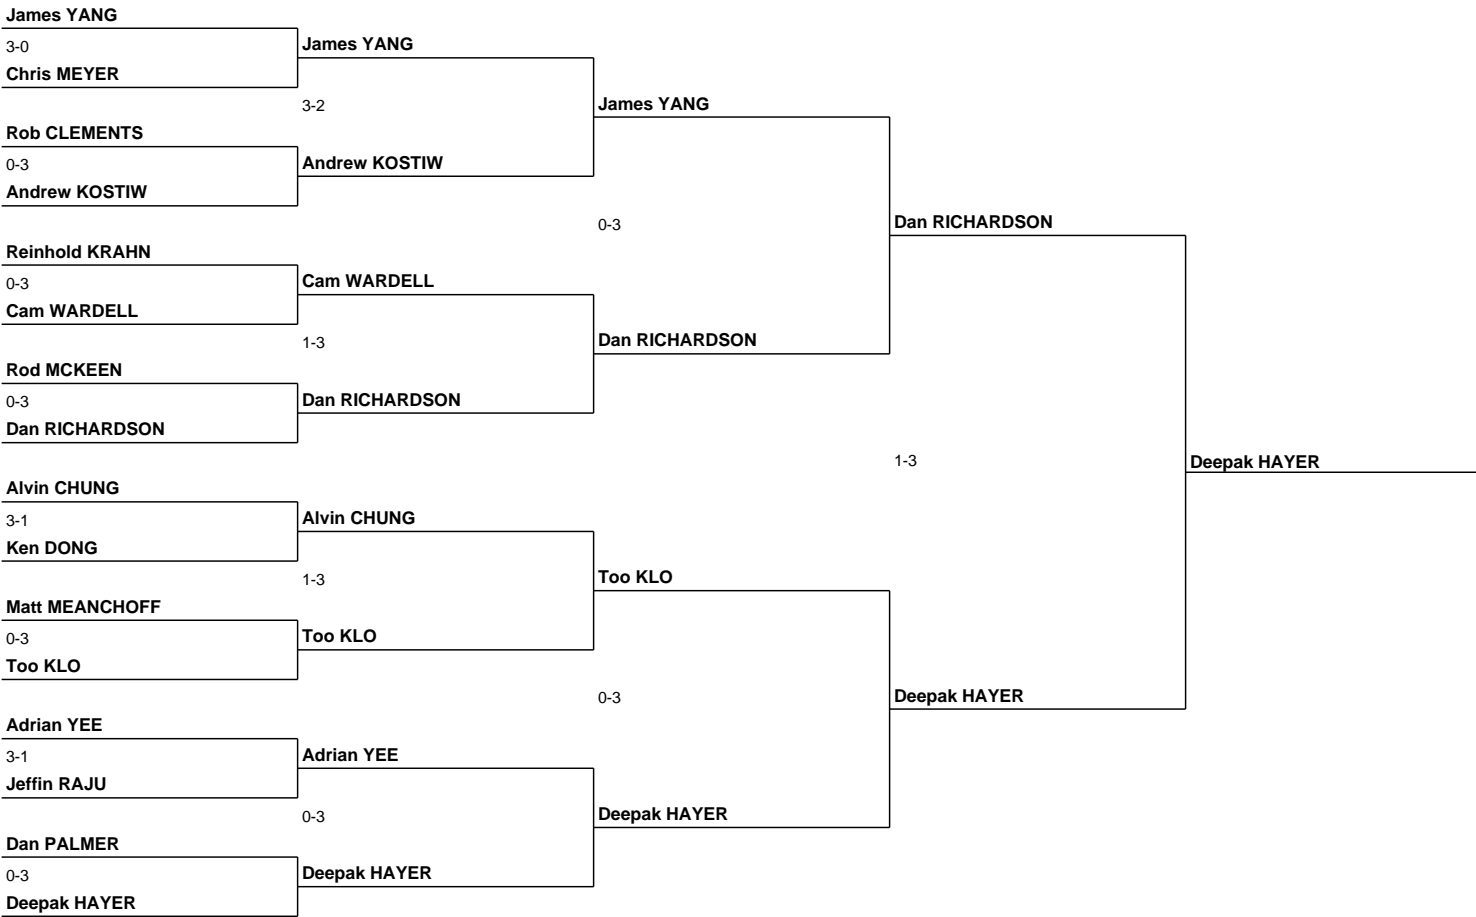 James YANG
3-0
Chris MEYER
Rob CLEMENTS
0-3
Andrew KOSTIW
Reinhold KRAHN
0-3
Cam WARDELL
Rod MCKEEN
0-3
Dan RICHARDSON
Alvin CHUNG
3-1
Ken DONG
Matt MEANCHOFF
0-3
Too KLO
Adrian YEE
3-1
Jeffin RAJU
Dan PALMER
0-3
Deepak HAYER
James YANG
3-2
Andrew KOSTIW
Cam WARDELL
1-3
Dan RICHARDSON
Alvin CHUNG
1-3
Too KLO
Adrian YEE
0-3
Deepak HAYER
James YANG
0-3
Dan RICHARDSON
Too KLO
0-3
Deepak HAYER
Dan RICHARDSON
1-3
Deepak HAYER
Deepak HAYER